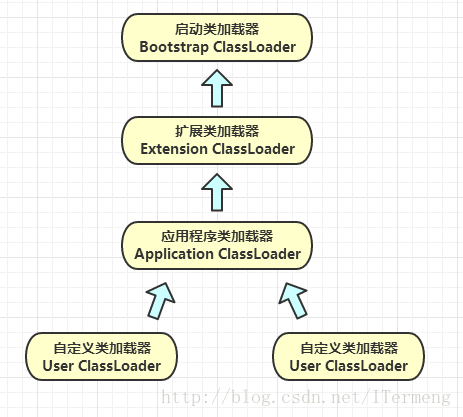 启动类加载器
Bootstrap ClassLoader
扩展类加载器
Extension ClassLoader
应用程序类加载器
Application ClassLoader
自定义类加载器
User ClassLoader
自定义类加载器
User ClassLoader
http://blog.csdn.net/ITermeng